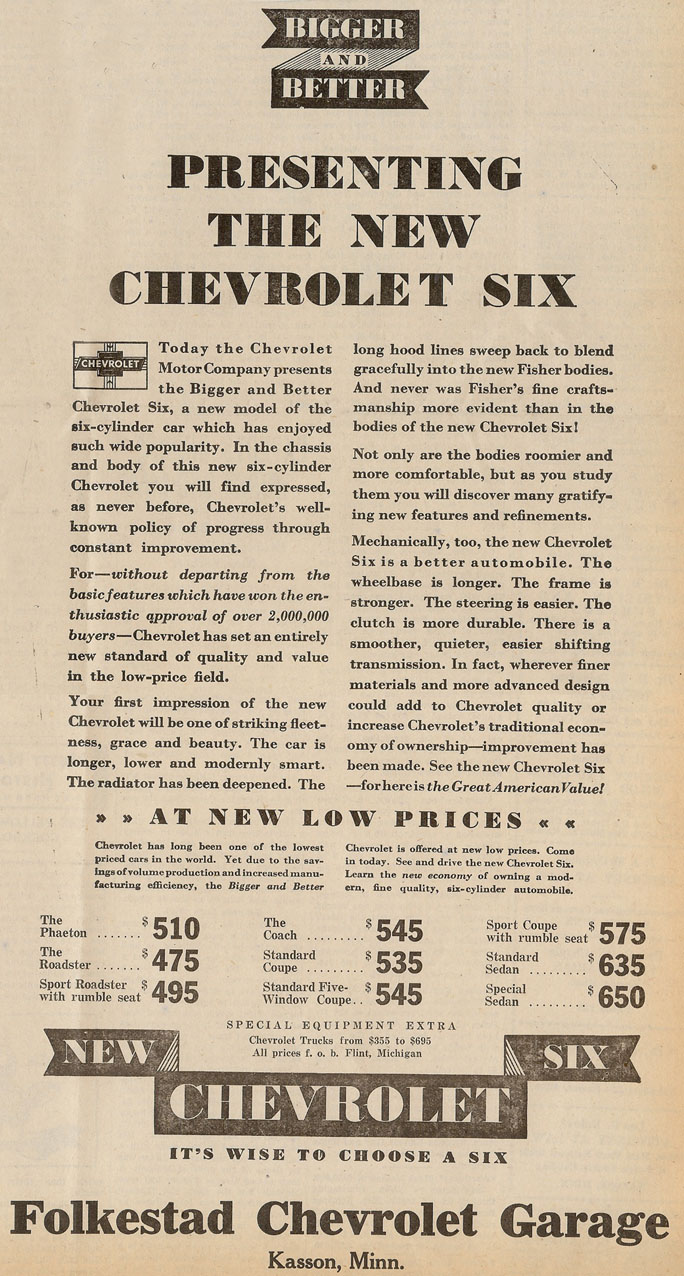 BIGGER
AND
BETTER
PRESENTING
THE NEW
CHEVROLET SIX
CHEVROLET
Today the Chevrolet
Motor Company presents
the Bigger and Better
Chevrolet Six, a new model of the
six-cylinder car which has enjoyed
such wide popularity. In the chassis
and body of this new six-cylinder
Chevrolet you will find expressed,
as never before, Chevrolet's well-
known policy of progress through
constant improvement.
For—without departing from the
basic features which have won the en-
thusiastic qpproval of over 2,000,000
buyers—Chevrolet has set an entirely
new standard of quality and value
in the low-price field.
Your first impression of the new
Chevrolet will be one of striking fleet-
ness, grace and beauty. The car is
longer, lower and modernly smart.
The radiator has been deepened. The
long hood lines sweep back to blend
gracefully into the new Fisher bodies.
And never was Fisher's fine crafts-
manship more evident than in the
bodies of the new Chevrolet Six!
Not only are the bodies roomier and
more comfortable, but as you study
them you will discover many gratify-
ing new features and refinements.
Mechanically, too, the new Chevrolet
Six is a better automobile. The
wheelbase is longer. The frame is
stronger. The steering is easier. The
clutch is more durable. There is a
smoother, quieter, easier shifting
transmission. In fact, wherever finer
materials and more advanced design
could add to Chevrolet quality or
increase Chevrolet's traditional econ-
omy of ownership—improvement has
been made. See the new Chevrolet Six
—for here is the Great American Value!
» » AT NEW LOW PRICES « «
Chevrolet has long been one of the lowest
priced cars in the world. Yet due to the sav-
ings of volume production and increased manu-
facturing efficiency, the Bigger and Better
Chevrolet is offered at new low prices. Come
in today. See and drive the new Chevrolet Six.
Learn the new economy of owning a mod-
ern, fine quality, six-cylinder automobile.
The
Phaeton ....... $510
The
Roadster ....... $475
Sport Roadster
with rumble seat $495
The
Coach ......... $545
Standard
Coupe ......... $535
Standard Five-
Window Coupe.. $545
Sport Coupe
with rumble seat $575
Standard
Sedan ......... $635
Special
Sedan ......... $650
SPECIAL EQUIPMENT EXTRA
Chevrolet Trucks from $355 to $695
All prices f. o. b. Flint, Michigan
NEW
CHEVROLET
SIX
IT'S WISE TO CHOOSE A SIX
Folkestad Chevrolet Garage
Kasson, Minn.